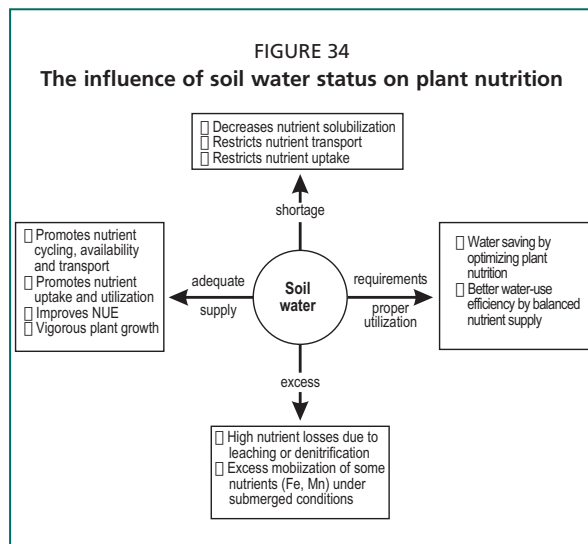 FIGURE 34
The influence of soil water status on plant nutrition
▯ Decreases nutrient solubilization
▯ Restricts nutrient transport
▯ Restricts nutrient uptake
shortage
▯ Promotes nutrient
cycling, availability
and transport
▯ Promotes nutrient
uptake and utilization
▯ Improves NUE
▯ Vigorous plant growth
adequate
supply
Soil
water
requirements
proper
utilization
▯ Water saving by
optimizing plant
nutrition
▯ Better water-use
efficiency by balanced
nutrient supply
excess
▯ High nutrient losses due to
leaching or denitrification
▯ Excess mobiization of some
nutrients (Fe, Mn) under
submerged conditions